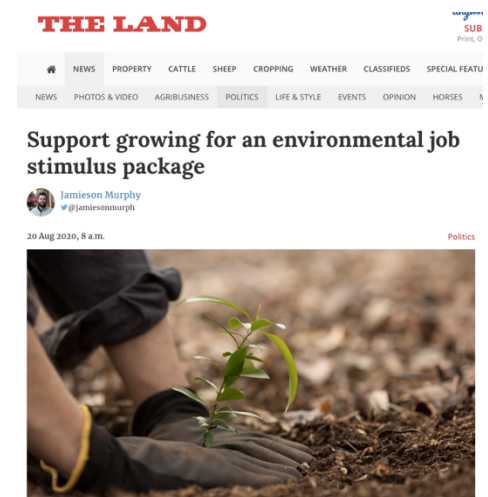 THE LAND
SUB
Print, O
NEWS PROPERTY CATTLE SHEEP CROPPING WEATHER CLASSIFIEDS SPECIAL FEATU
NEWS PHOTOS & VIDEO AGRIBUSINESS POLITICS LIFE & STYLE EVENTS OPINION HORSES
Support growing for an environmental job
stimulus package
Jamieson Murphy
@jamiesonmurph
20 Aug 2020, 8 a.m.
Politics